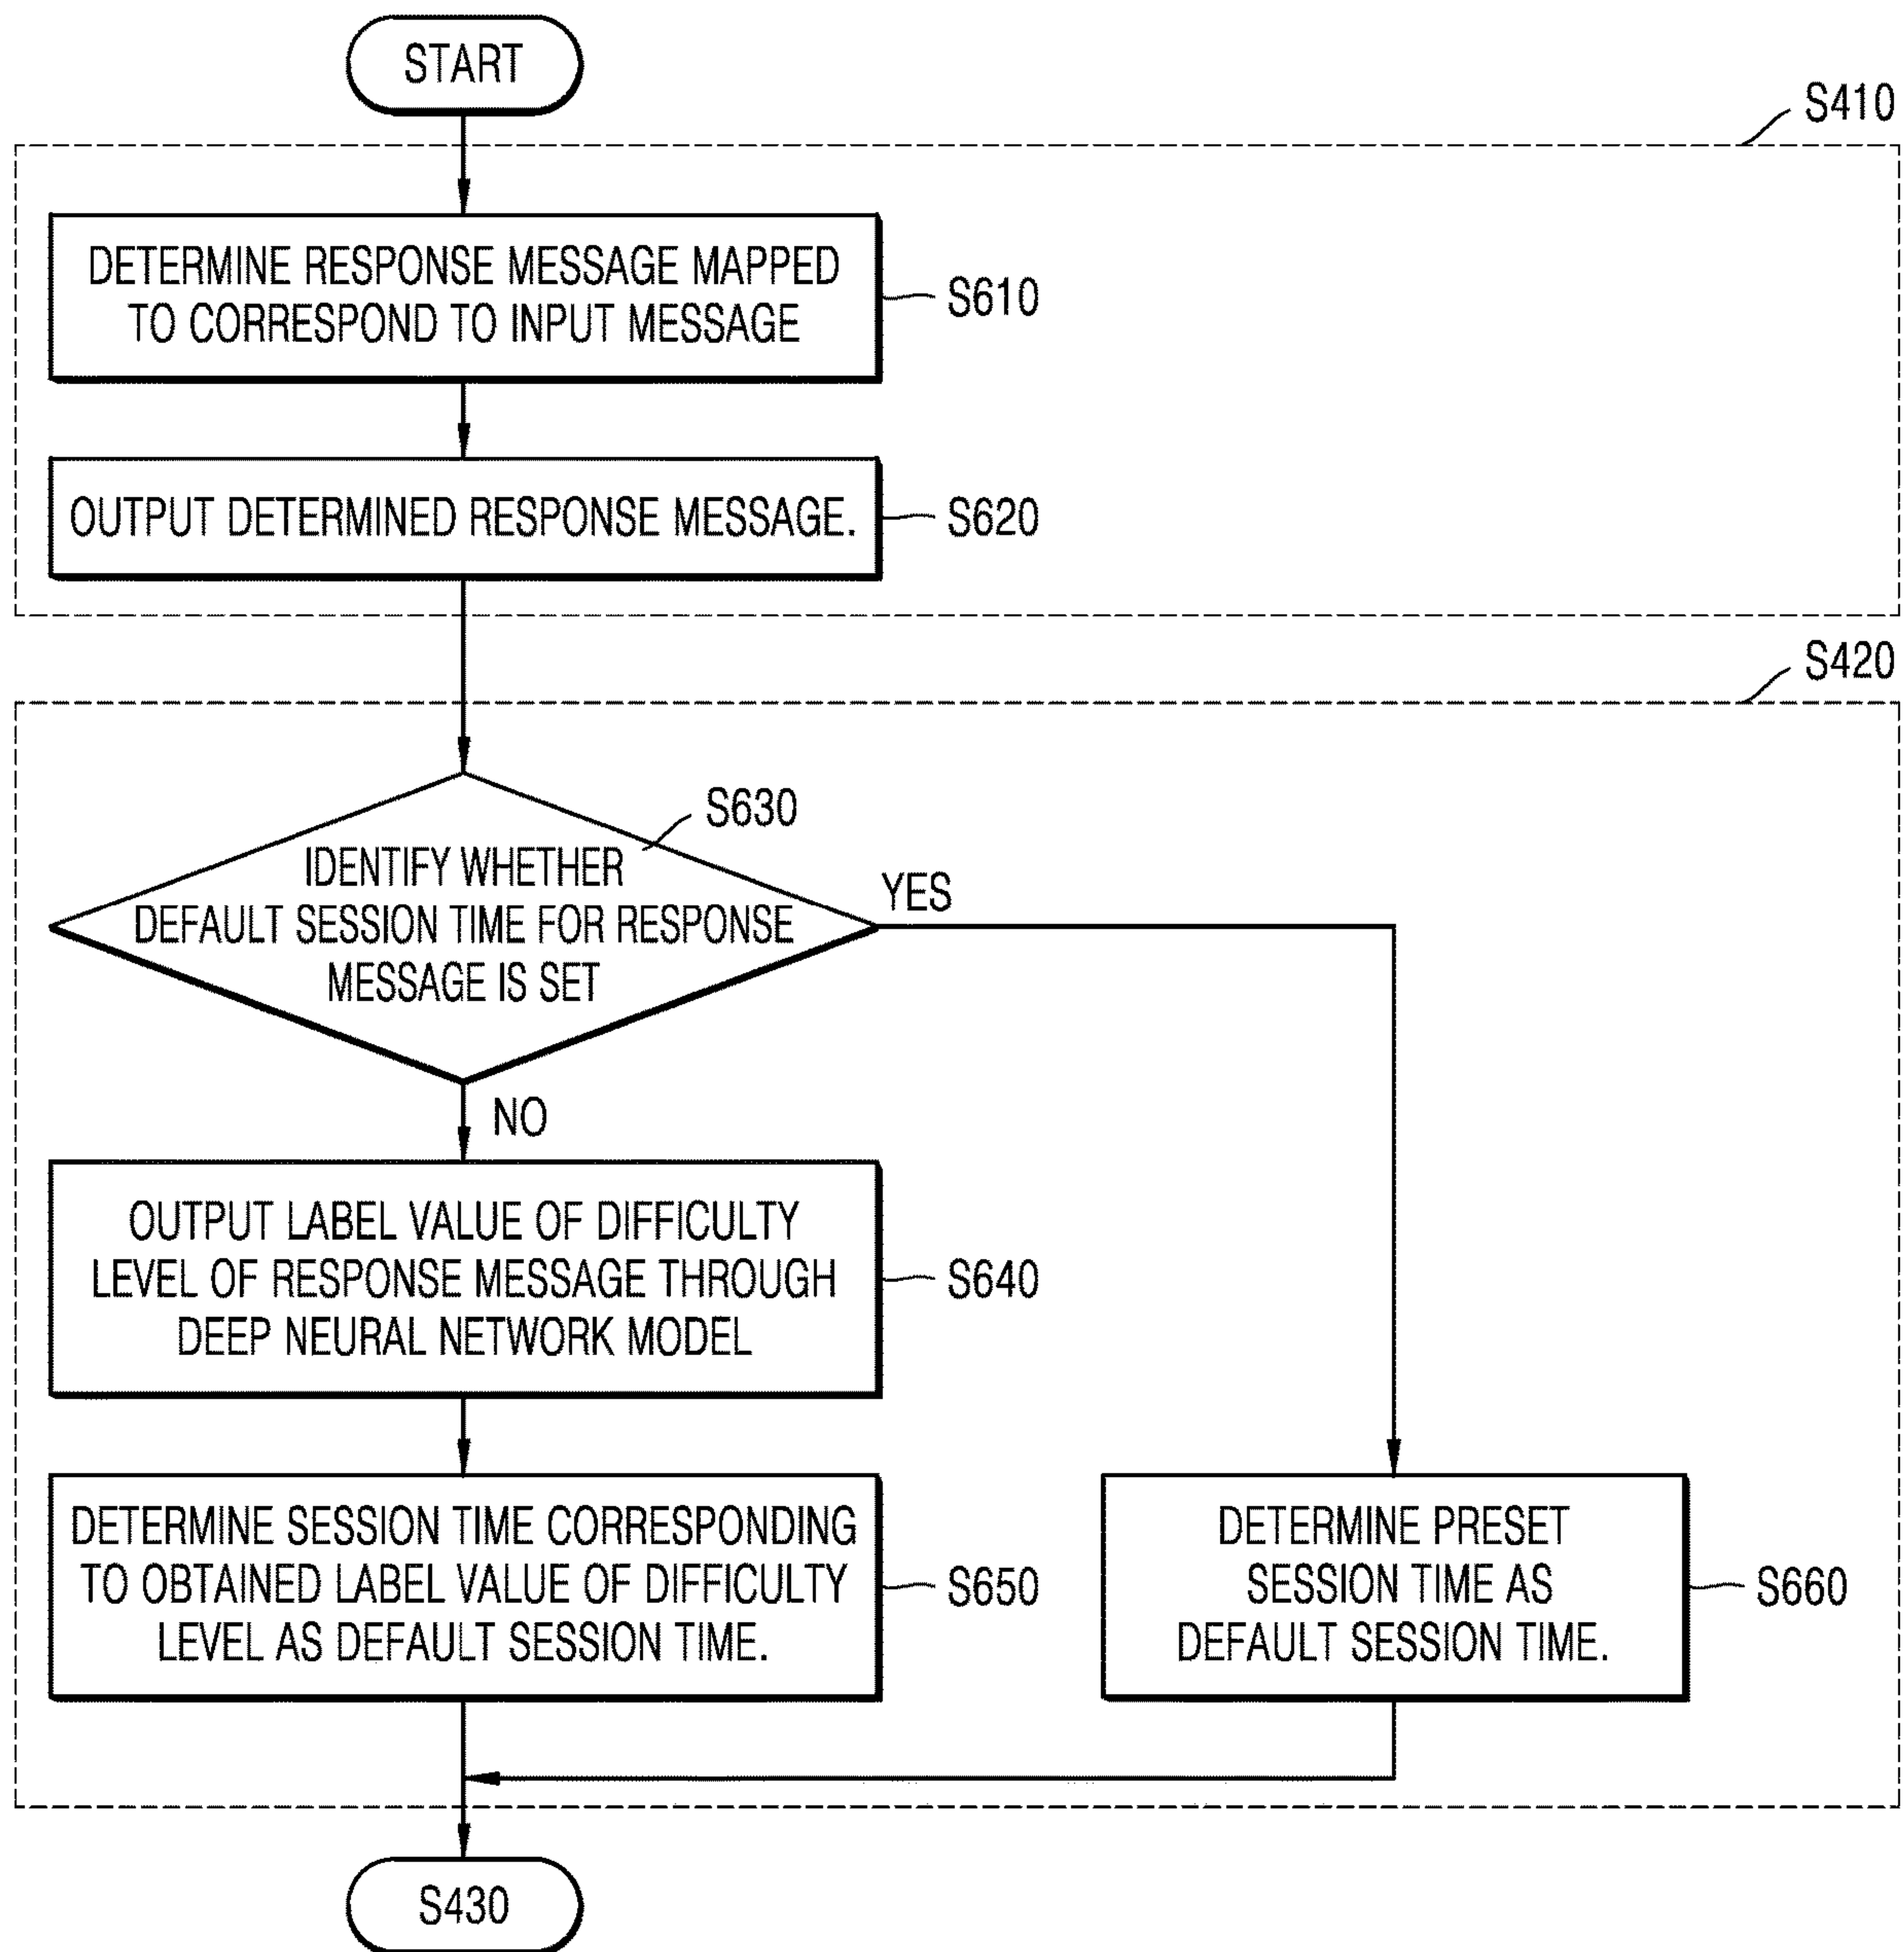 START
S410
DETERMINE RESPONSE MESSAGE MAPPED
TO CORRESPOND TO INPUT MESSAGE
S610
OUTPUT DETERMINED RESPONSE MESSAGE.
S620
S420
S630
IDENTIFY WHETHER
DEFAULT SESSION TIME FOR RESPONSE
MESSAGE IS SET
YES
NO
OUTPUT LABEL VALUE OF DIFFICULTY
LEVEL OF RESPONSE MESSAGE THROUGH
DEEP NEURAL NETWORK MODEL
S640
DETERMINE SESSION TIME CORRESPONDING
TO OBTAINED LABEL VALUE OF DIFFICULTY
LEVEL AS DEFAULT SESSION TIME.
S650
DETERMINE PRESET
SESSION TIME AS
DEFAULT SESSION TIME.
S660
S430